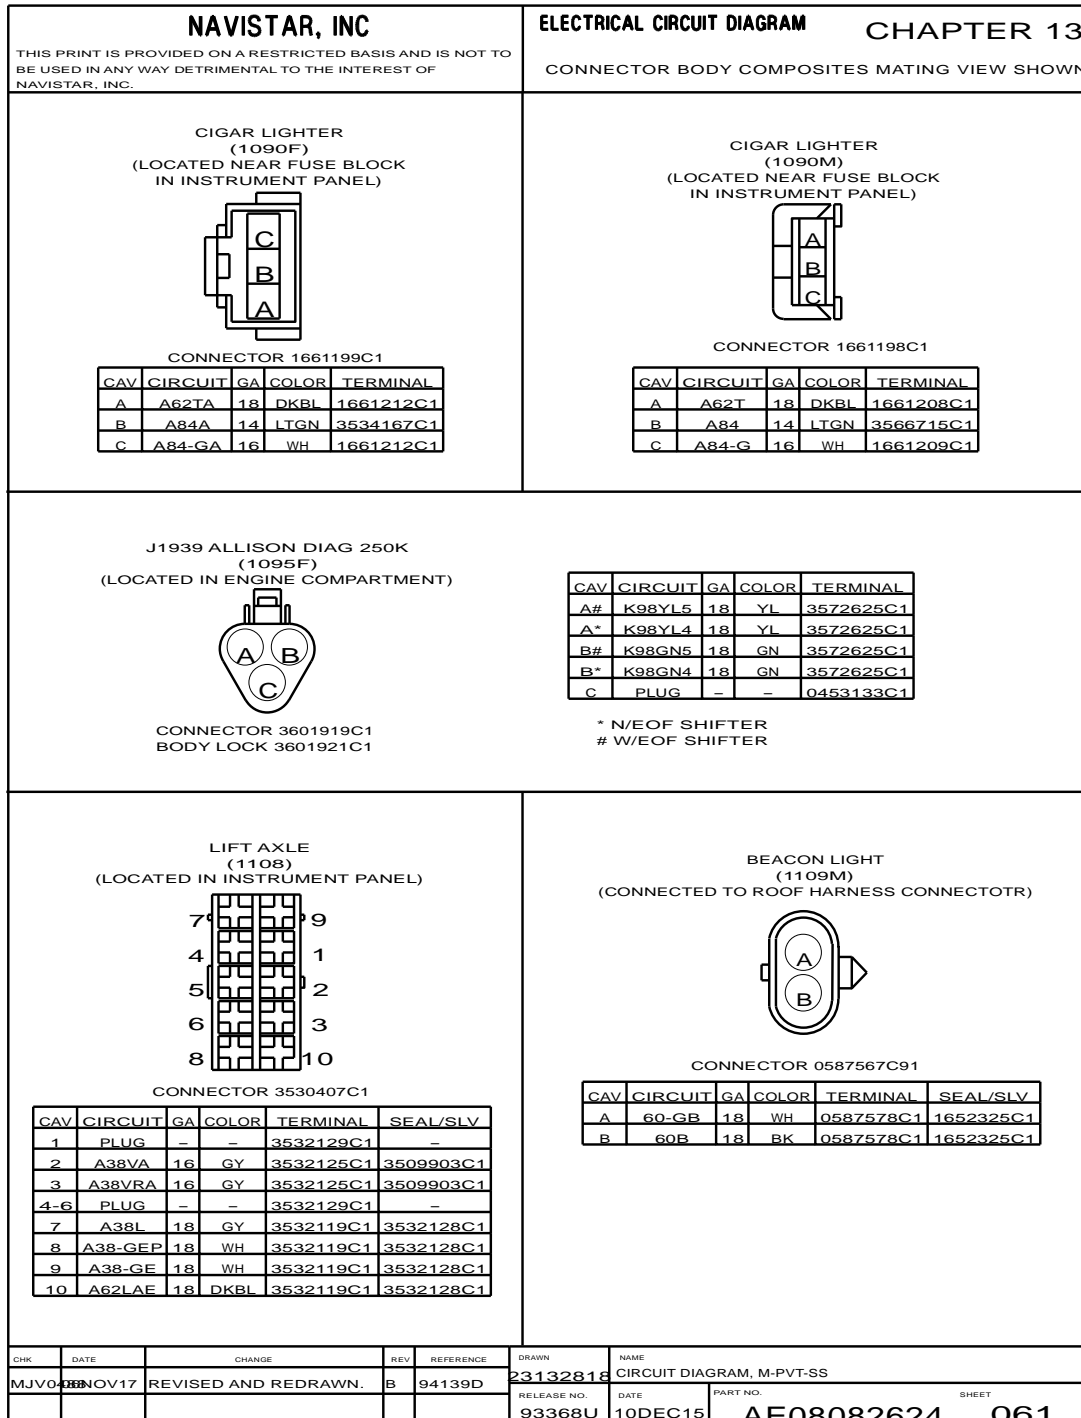 NAVISTAR, INC
THIS PRINT IS PROVIDED ON A RESTRICTED BASIS AND IS NOT TO
BE USED IN ANY WAY DETRIMENTAL TO THE INTEREST OF
NAVISTAR, INC.
ELECTRICAL CIRCUIT DIAGRAM CHAPTER 13
CONNECTOR BODY COMPOSITES MATING VIEW SHOWN
CIGAR LIGHTER
(1090F)
(LOCATED NEAR FUSE BLOCK
IN INSTRUMENT PANEL)
C
B
A
CONNECTOR 1661199C1
CAV CIRCUIT GA COLOR TERMINAL
A A62TA 18 DKBL 1661212C1
B A84A 14 LTGN 3534167C1
C A84-GA 16 WH 1661212C1
CIGAR LIGHTER
(1090M)
(LOCATED NEAR FUSE BLOCK
IN INSTRUMENT PANEL)
A
B
C
CONNECTOR 1661198C1
CAV CIRCUIT GA COLOR TERMINAL
A A62T 18 DKBL 1661208C1
B A84 14 LTGN 3566715C1
C A84-G 16 WH 1661209C1
J1939 ALLISON DIAG 250K
(1095F)
(LOCATED IN ENGINE COMPARTMENT)
A B
C
CONNECTOR 3601919C1
BODY LOCK 3601921C1
CAV CIRCUIT GA COLOR TERMINAL
A# K98YL5 18 YL 3572625C1
A* K98YL4 18 YL 3572625C1
B# K98GN5 18 GN 3572625C1
B* K98GN4 18 GN 3572625C1
C PLUG – – 0453133C1
* N/EOF SHIFTER
# W/EOF SHIFTER
LIFT AXLE
(1108)
(LOCATED IN INSTRUMENT PANEL)
7 9
4 1
5 2
6 3
8 10
CONNECTOR 3530407C1
CAV CIRCUIT GA COLOR TERMINAL SEAL/SLV
1 PLUG – – 3532129C1 –
2 A38VA 16 GY 3532125C1 3509903C1
3 A38VRA 16 GY 3532125C1 3509903C1
4-6 PLUG – – 3532129C1 –
7 A38L 18 GY 3532119C1 3532128C1
8 A38-GEP 18 WH 3532119C1 3532128C1
9 A38-GE 18 WH 3532119C1 3532128C1
10 A62LAE 18 DKBL 3532119C1 3532128C1
BEACON LIGHT
(1109M)
(CONNECTED TO ROOF HARNESS CONNECTOTR)
A
B
CONNECTOR 0587567C91
CAV CIRCUIT GA COLOR TERMINAL SEAL/SLV
A 60-GB 18 WH 0587578C1 1652325C1
B 60B 18 BK 0587578C1 1652325C1
CHK DATE CHANGE REV REFERENCE
REVISED AND REDRAWN. B 94139D
DRAWN NAME
23132818 CIRCUIT DIAGRAM, M-PVT-SS
RELEASE NO. DATE PART NO. SHEET
93368U 10DEC15 AE08082624 061